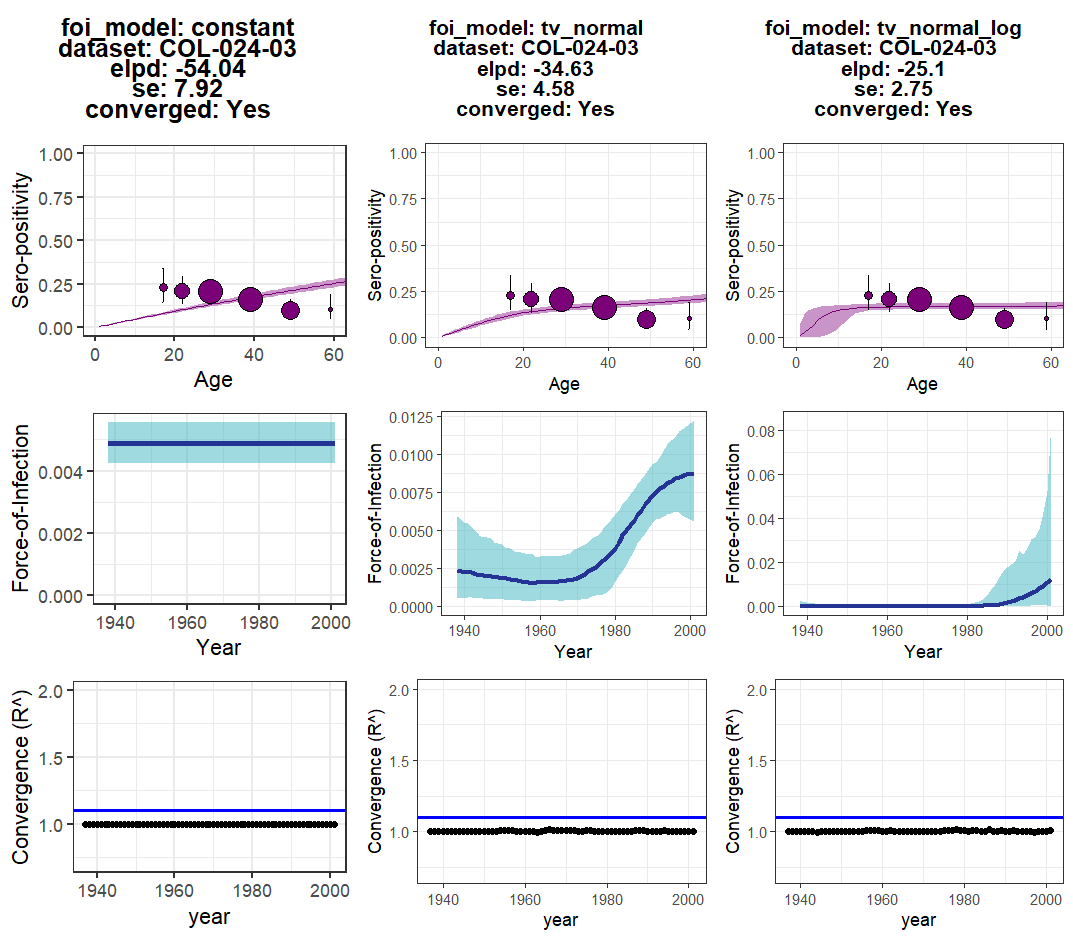 foi_model: constant
dataset: COL-024-03
elpd: -54.04
se: 7.92
converged: Yes
foi_model: tv_normal
dataset: COL-024-03
elpd: -34.63
se: 4.58
converged: Yes
foi_model: tv_normal_log
dataset: COL-024-03
elpd: -25.1
se: 2.75
converged: Yes
Sero-positivity
1.00
0.75
0.50
0.25
0.00
0 20 40 60
Age
Sero-positivity
1.00
0.75
0.50
0.25
0.00
0 20 40 60
Age
Sero-positivity
1.00
0.75
0.50
0.25
0.00
0 20 40 60
Age
Force-of-Infection
0.004
0.002
0.000
1940 1960 1980 2000
Year
Force-of-Infection
0.0125
0.0100
0.0075
0.0050
0.0025
0.0000
1940 1960 1980 2000
Year
Force-of-Infection
0.08
0.06
0.04
0.02
0.00
1940 1960 1980 2000
Year
Convergence (R^)
2.0
1.5
1.0
1940 1960 1980 2000
year
Convergence (R^)
2.0
1.5
1.0
1940 1960 1980 2000
year
Convergence (R^)
2.0
1.5
1.0
1940 1960 1980 2000
year